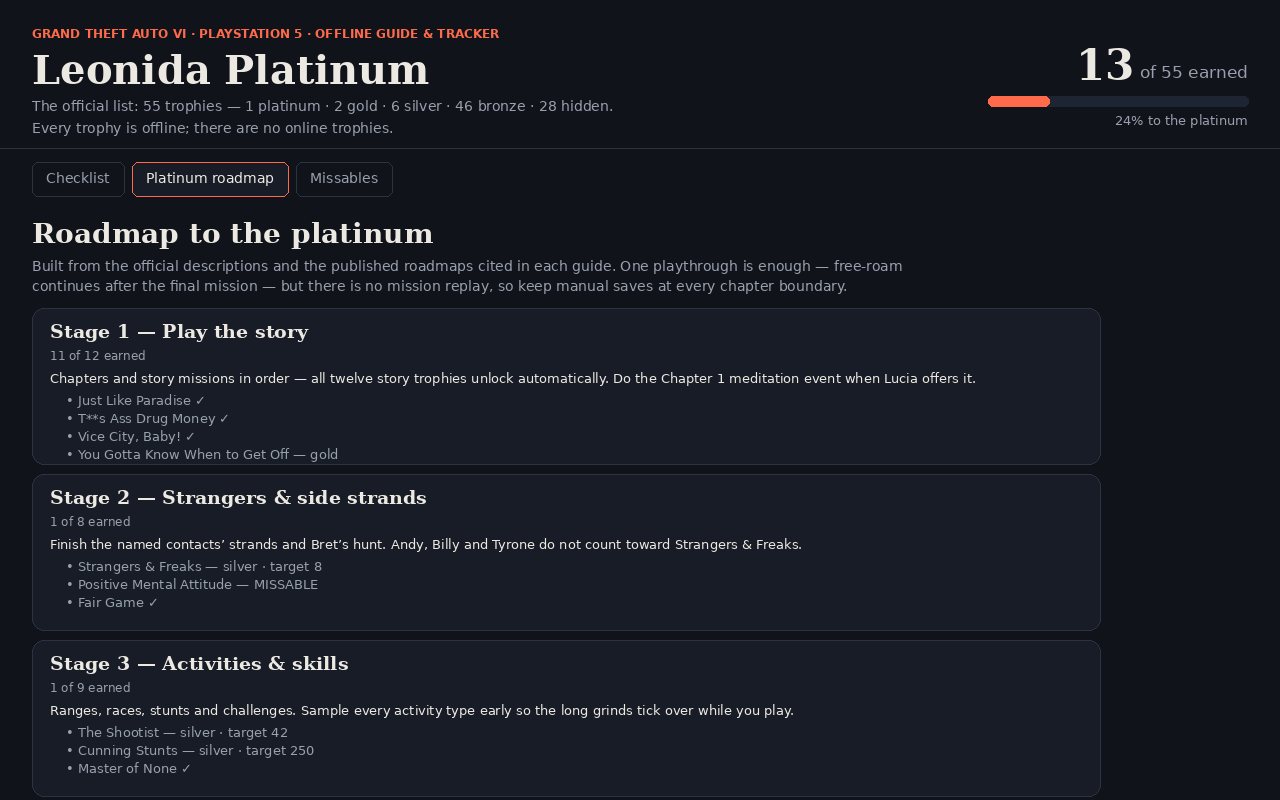 GRAND THEFT AUTO VI · PLAYSTATION 5 · OFFLINE GUIDE & TRACKER
Leonida Platinum
The official list: 55 trophies — 1 platinum · 2 gold · 6 silver · 46 bronze · 28 hidden.
Every trophy is offline; there are no online trophies.
13 of 55 earned
24% to the platinum
Checklist
Platinum roadmap
Missables
Roadmap to the platinum
Built from the official descriptions and the published roadmaps cited in each guide. One playthrough is enough — free-roam
continues after the final mission — but there is no mission replay, so keep manual saves at every chapter boundary.
Stage 1 — Play the story
11 of 12 earned
Chapters and story missions in order — all twelve story trophies unlock automatically. Do the Chapter 1 meditation event when Lucia offers it.
• Just Like Paradise ✓
• T**s Ass Drug Money ✓
• Vice City, Baby! ✓
• You Gotta Know When to Get Off — gold
Stage 2 — Strangers & side strands
1 of 8 earned
Finish the named contacts’ strands and Bret’s hunt. Andy, Billy and Tyrone do not count toward Strangers & Freaks.
• Strangers & Freaks — silver · target 8
• Positive Mental Attitude — MISSABLE
• Fair Game ✓
Stage 3 — Activities & skills
1 of 9 earned
Ranges, races, stunts and challenges. Sample every activity type early so the long grinds tick over while you play.
• The Shootist — silver · target 42
• Cunning Stunts — silver · target 250
• Master of None ✓